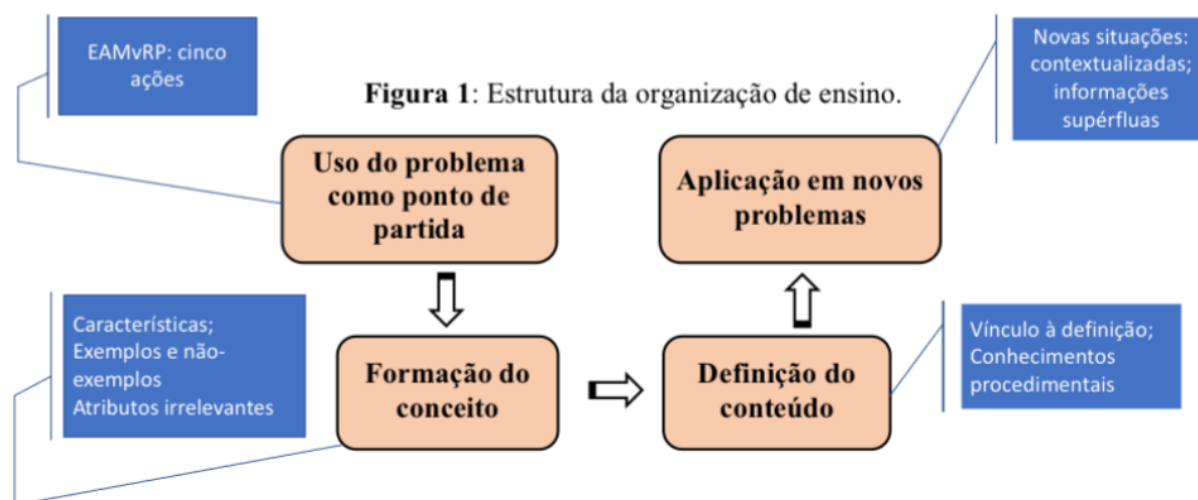 EAMvRP: cinco
ações
Novas situações:
contextualizadas;
informações
supérfluas
Figura 1: Estrutura da organização de ensino.
Uso do problema
como ponto de
partida
Aplicação em novos
problemas
Características;
Exemplos e não-
exemplos
Atributos irrelevantes
Formação do
conceito
Definição do
conteúdo
Vínculo à definição;
Conhecimentos
procedimentais